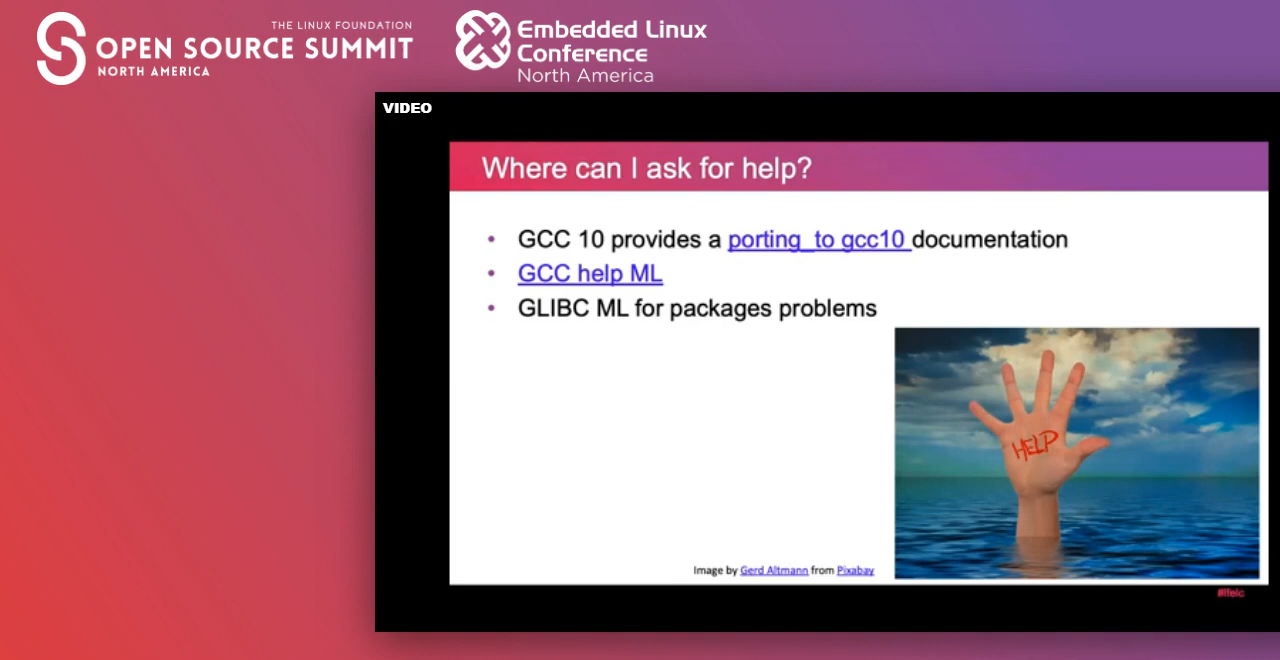 THE LINUX FOUNDATION
OPEN SOURCE SUMMIT
NORTH AMERICA
Embedded Linux
Conference
North America
VIDEO
Where can I ask for help?
• GCC 10 provides a porting_to gcc10 documentation
• GCC help ML
• GLIBC ML for packages problems
HELP
Image by Gerd Altmann from Pixabay
#lfelc